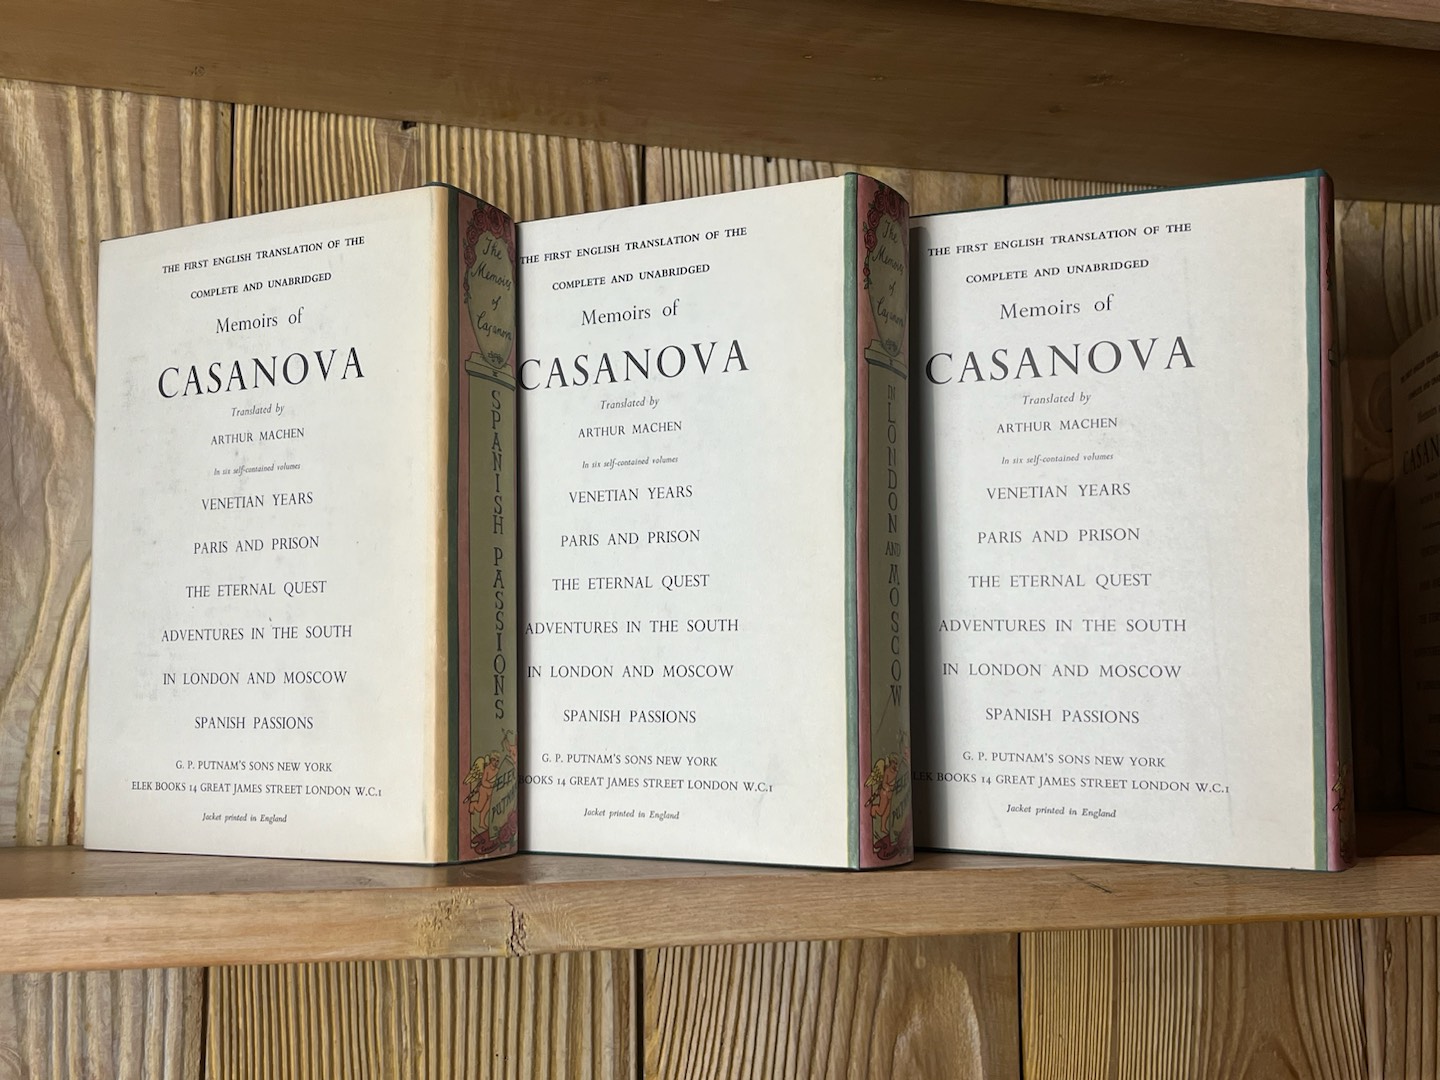 THE FIRST ENGLISH TRANSLATION OF THE
COMPLETE AND UNABRIDGED
Memoirs of
CASANOVA
Translated by
ARTHUR MACHEN
In six self-contained volumes
VENETIAN YEARS
PARIS AND PRISON
THE ETERNAL QUEST
ADVENTURES IN THE SOUTH
IN LONDON AND MOSCOW
SPANISH PASSIONS
G. P. PUTNAM'S SONS NEW YORK
ELEK BOOKS 14 GREAT JAMES STREET LONDON W.C.1
Jacket printed in England
The
Memoirs
of
Casanova
SPANISH PASSIONS
ELEK
PUTNAM
THE FIRST ENGLISH TRANSLATION OF THE
COMPLETE AND UNABRIDGED
Memoirs of
CASANOVA
Translated by
ARTHUR MACHEN
In six self-contained volumes
VENETIAN YEARS
PARIS AND PRISON
THE ETERNAL QUEST
ADVENTURES IN THE SOUTH
IN LONDON AND MOSCOW
SPANISH PASSIONS
G. P. PUTNAM'S SONS NEW YORK
BOOKS 14 GREAT JAMES STREET LONDON W.C.1
Jacket printed in England
The
Memoirs
of
Casanova
IN LONDON AND MOSCOW
THE FIRST ENGLISH TRANSLATION OF THE
COMPLETE AND UNABRIDGED
Memoirs of
CASANOVA
Translated by
ARTHUR MACHEN
In six self-contained volumes
VENETIAN YEARS
PARIS AND PRISON
THE ETERNAL QUEST
ADVENTURES IN THE SOUTH
IN LONDON AND MOSCOW
SPANISH PASSIONS
G. P. PUTNAM'S SONS NEW YORK
ELEK BOOKS 14 GREAT JAMES STREET LONDON W.C.1
Jacket printed in England